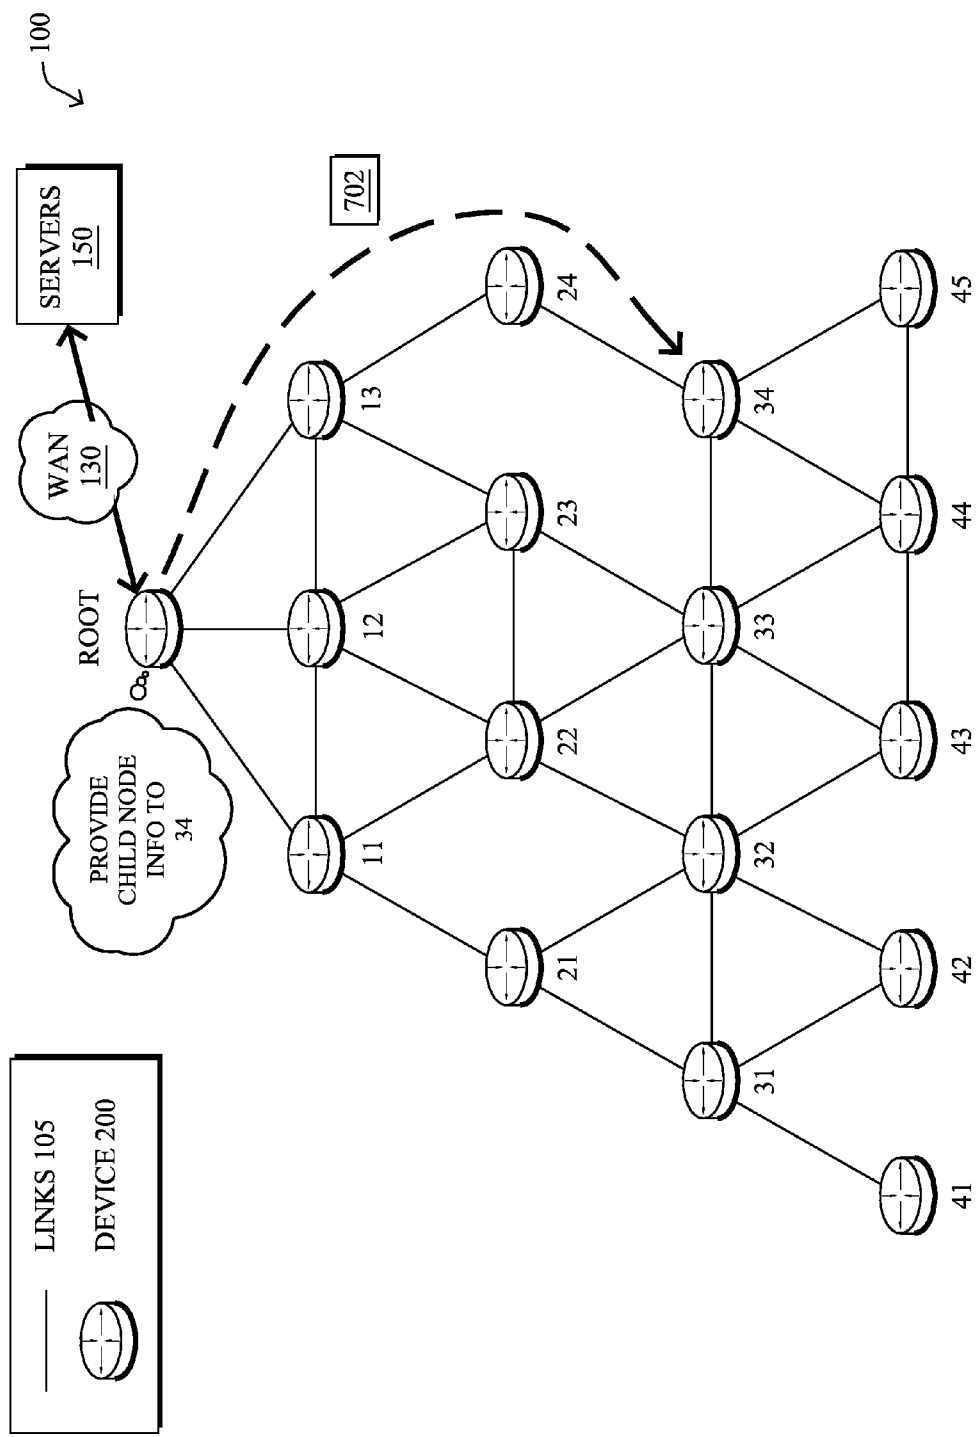 100
SERVERS
150
WAN
130
702
ROOT
PROVIDE
CHILD NODE
INFO TO
34
LINKS 105
DEVICE 200
11
12
13
21
22
23
24
31
32
33
34
41
42
43
44
45